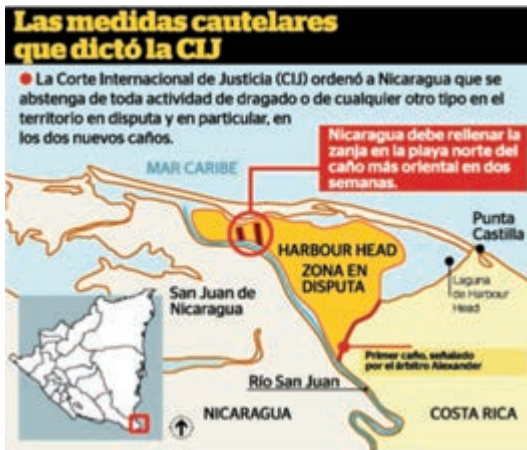 Las medidas cautelares
que dictó la CIJ
La Corte Internacional de Justicia (CIJ) ordenó a Nicaragua que se
abstenga de toda actividad de dragado o de cualquier otro tipo en el
territorio en disputa y en particular, en
los dos nuevos caños.
Nicaragua debe rellenar la
zanja en la playa norte del
caño más oriental en dos
semanas.
MAR CARIBE
Punta
Castilla
HARBOUR HEAD
ZONA EN
DISPUTA
Laguna
de Harbour
Head
San Juan de
Nicaragua
Primer caño, señalado
por el árbitro Alexander
Río San Juan
NICARAGUA
COSTA RICA